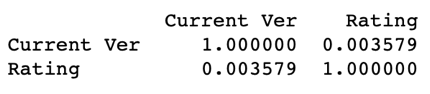 Current Ver Rating
Current Ver 1.000000 0.003579
Rating 0.003579 1.000000